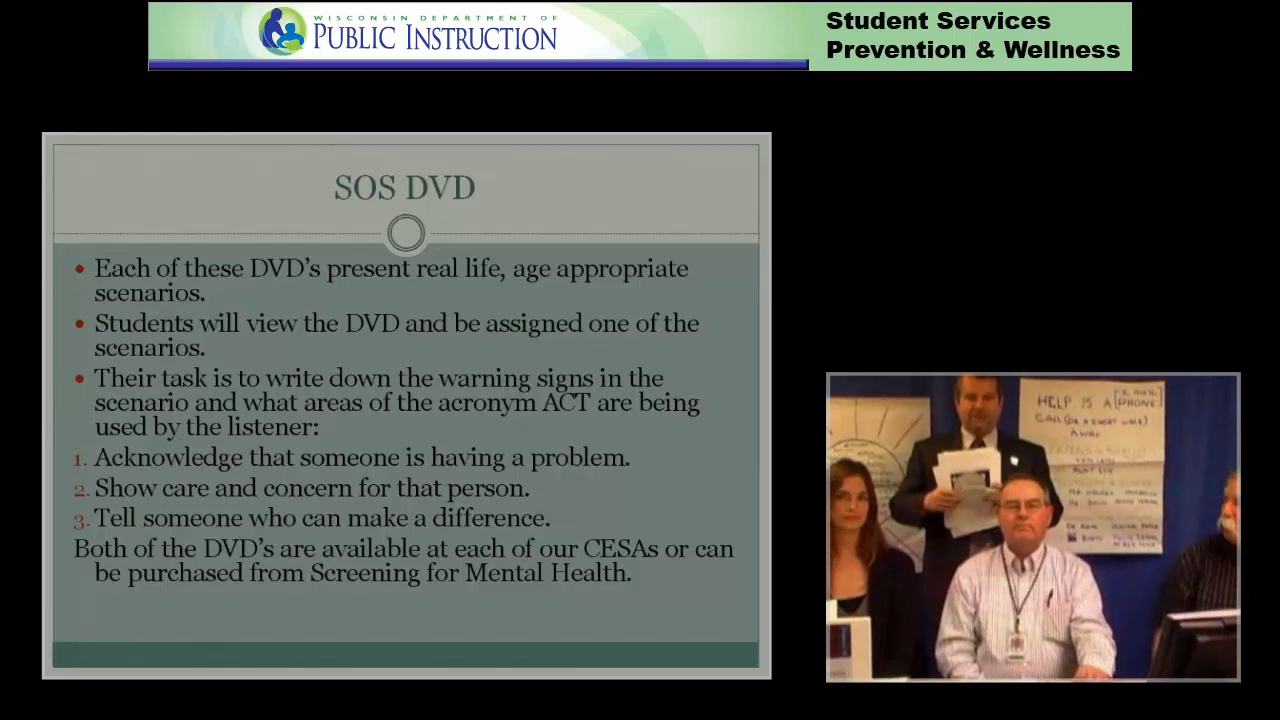 WISCONSIN DEPARTMENT OF
PUBLIC INSTRUCTION
Student Services
Prevention & Wellness
SOS DVD
• Each of these DVD's present real life, age appropriate
scenarios.
• Students will view the DVD and be assigned one of the
scenarios.
• Their task is to write down the warning signs in the
scenario and what areas of the acronym ACT are being
used by the listener:
1. Acknowledge that someone is having a problem.
2. Show care and concern for that person.
3. Tell someone who can make a difference.
Both of the DVD's are available at each of our CESAs or can
be purchased from Screening for Mental Health.
HELP IS A PHONE
CALL (OR A SHORT WALK)
AWAY